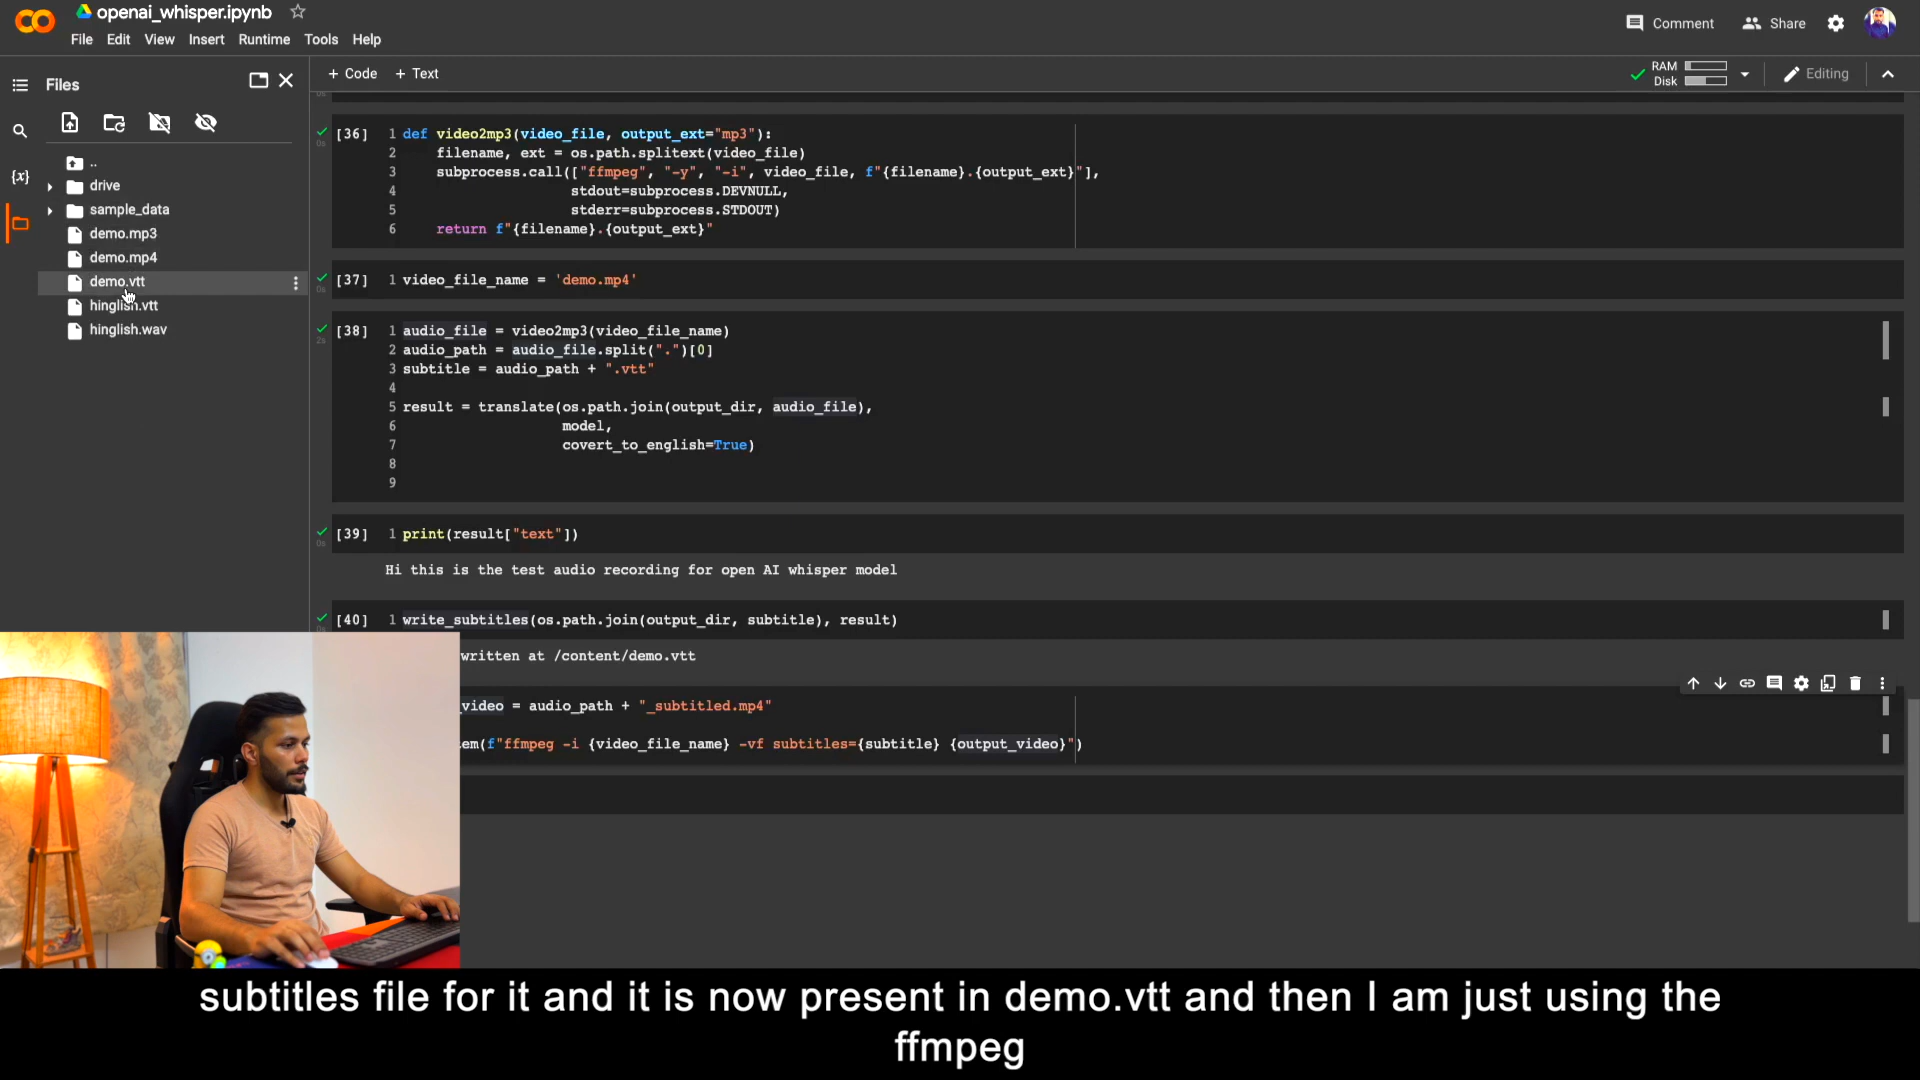 openai_whisper.ipynb
File Edit View Insert Runtime Tools Help
Comment Share
Files
+ Code + Text
RAM
Disk
Editing
{x}
..
drive
sample_data
demo.mp3
demo.mp4
demo.vtt
hinglish.vtt
hinglish.wav
[36]
1 def video2mp3(video_file, output_ext="mp3"):
2 filename, ext = os.path.splitext(video_file)
3 subprocess.call(["ffmpeg", "-y", "-i", video_file, f"{filename}.{output_ext}"],
4 stdout=subprocess.DEVNULL,
5 stderr=subprocess.STDOUT)
6 return f"{filename}.{output_ext}"
[37] 1 video_file_name = 'demo.mp4'
[38] 1 audio_file = video2mp3(video_file_name)
2 audio_path = audio_file.split(".")[0]
3 subtitle = audio_path + ".vtt"
4
5 result = translate(os.path.join(output_dir, audio_file),
6 model,
7 covert_to_english=True)
8
9
[39] 1 print(result["text"])
Hi this is the test audio recording for open AI whisper model
[40] 1 write_subtitles(os.path.join(output_dir, subtitle), result)
written at /content/demo.vtt
_video = audio_path + "_subtitled.mp4"
em(f"ffmpeg -i {video_file_name} -vf subtitles={subtitle} {output_video}")
subtitles file for it and it is now present in demo.vtt and then I am just using the
ffmpeg